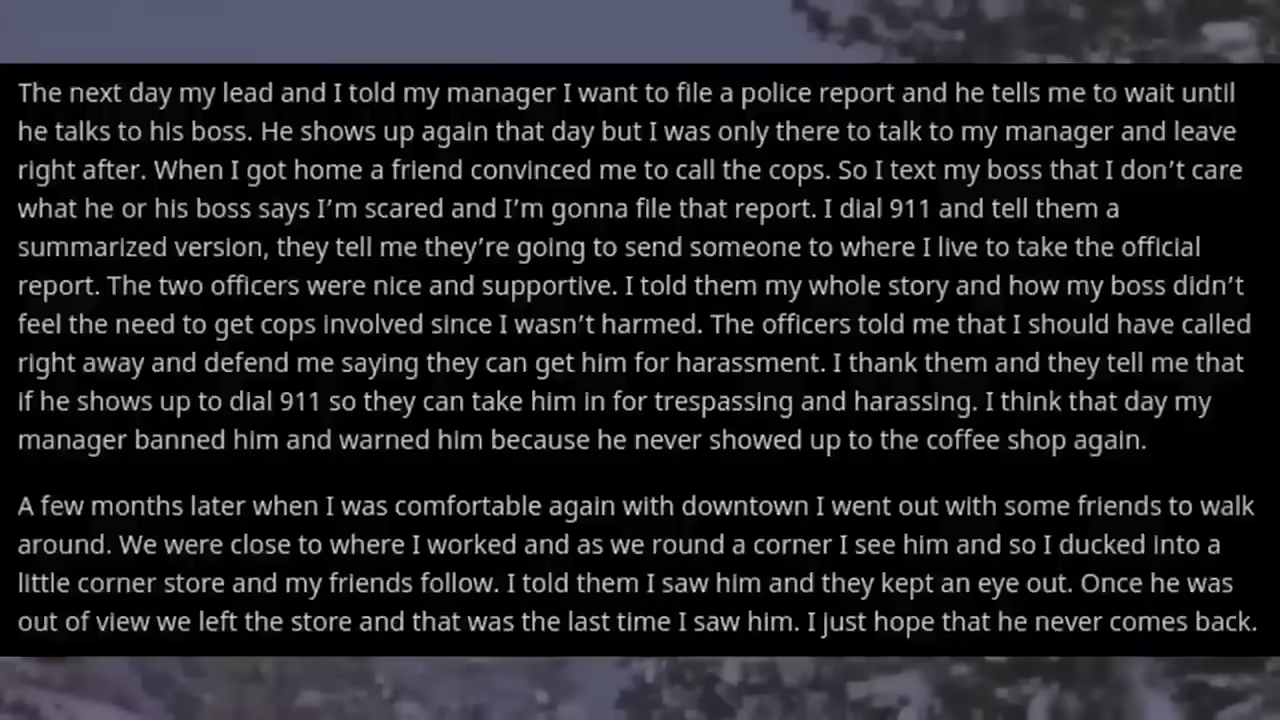 The next day my lead and I told my manager I want to file a police report and he tells me to wait until
he talks to his boss. He shows up again that day but I was only there to talk to my manager and leave
right after. When I got home a friend convinced me to call the cops. So I text my boss that I don’t care
what he or his boss says I’m scared and I’m gonna file that report. I dial 911 and tell them a
summarized version, they tell me they’re going to send someone to where I live to take the official
report. The two officers were nice and supportive. I told them my whole story and how my boss didn’t
feel the need to get cops involved since I wasn’t harmed. The officers told me that I should have called
right away and defend me saying they can get him for harassment. I thank them and they tell me that
if he shows up to dial 911 so they can take him in for trespassing and harassing. I think that day my
manager banned him and warned him because he never showed up to the coffee shop again.
A few months later when I was comfortable again with downtown I went out with some friends to walk
around. We were close to where I worked and as we round a corner I see him and so I ducked into a
little corner store and my friends follow. I told them I saw him and they kept an eye out. Once he was
out of view we left the store and that was the last time I saw him. I just hope that he never comes back.